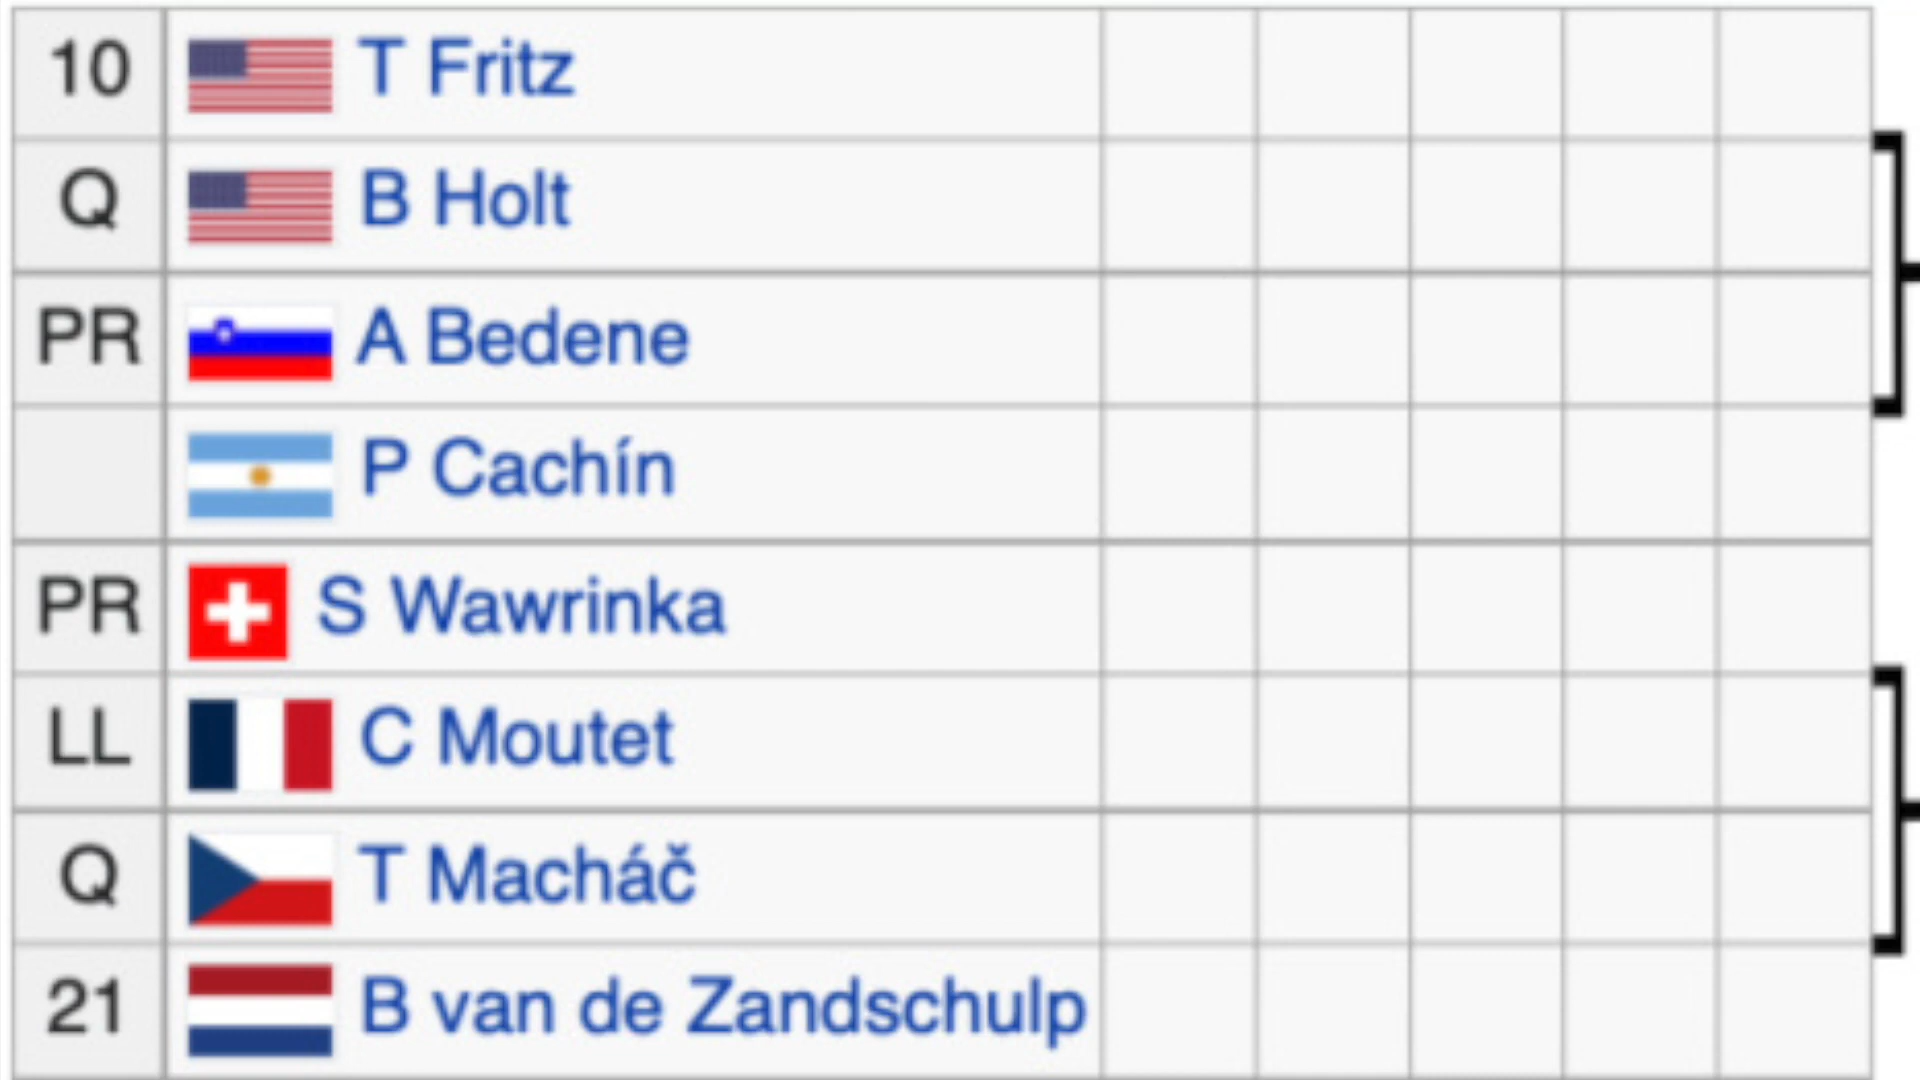 10 T Fritz
Q B Holt
PR A Bedene
P Cachín
PR S Wawrinka
LL C Moutet
Q T Macháč
21 B van de Zandschulp